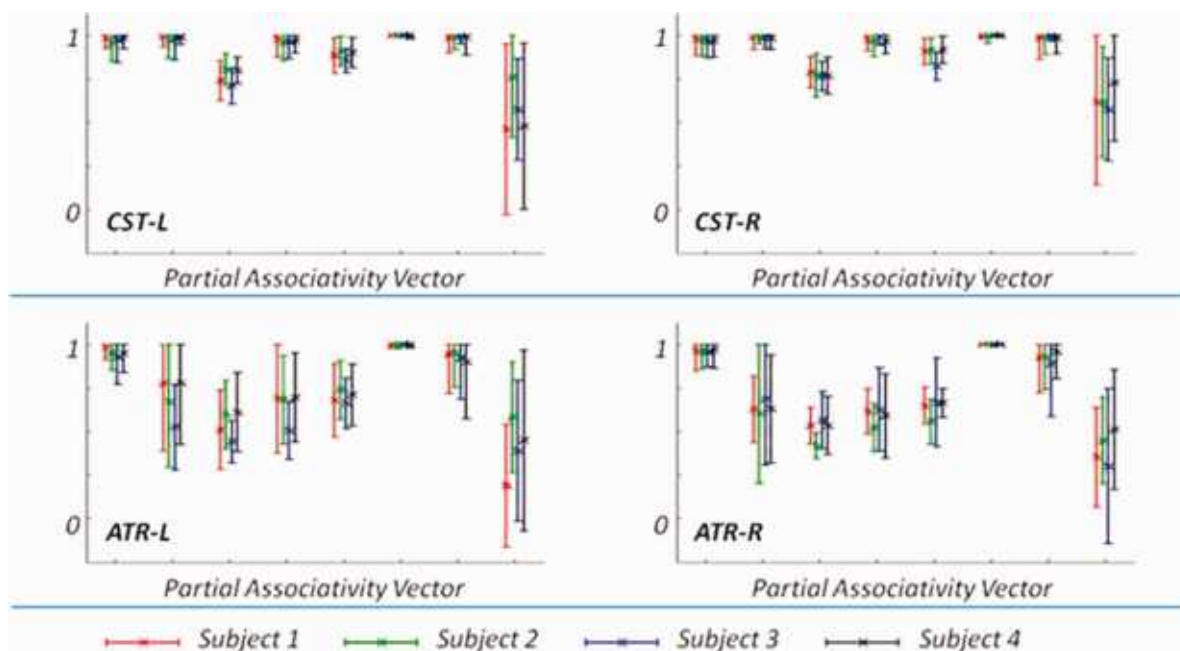 1
0
CST-L
Partial Associativity Vector
1
0
CST-R
Partial Associativity Vector
1
0
ATR-L
Partial Associativity Vector
1
0
ATR-R
Partial Associativity Vector
Subject 1 Subject 2 Subject 3 Subject 4